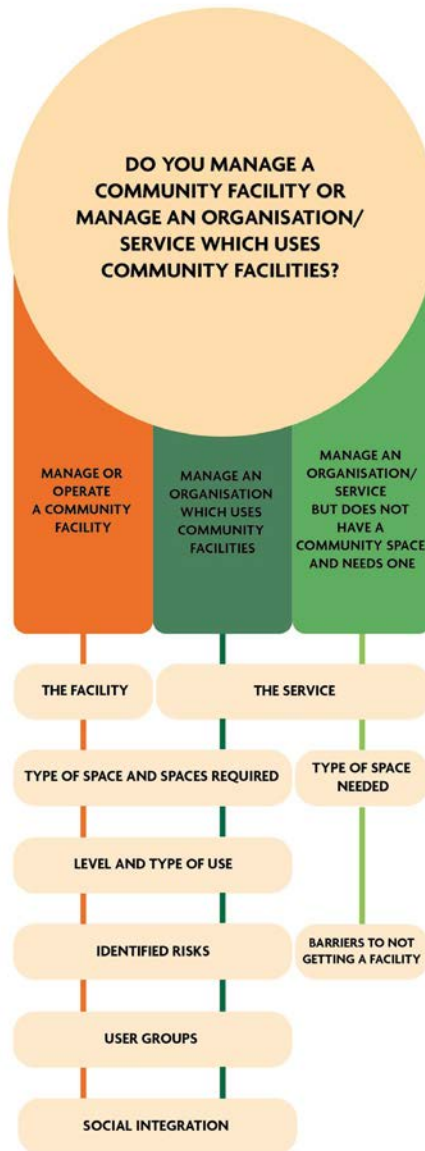 DO YOU MANAGE A
COMMUNITY FACILITY OR
MANAGE AN ORGANISATION/
SERVICE WHICH USES
COMMUNITY FACILITIES?
MANAGE OR
OPERATE
A COMMUNITY
FACILITY
MANAGE AN
ORGANISATION
WHICH USES
COMMUNITY
FACILITIES
MANAGE AN
ORGANISATION/
SERVICE
BUT DOES NOT
HAVE A
COMMUNITY SPACE
AND NEEDS ONE
THE FACILITY
THE SERVICE
TYPE OF SPACE AND SPACES REQUIRED
TYPE OF SPACE
NEEDED
LEVEL AND TYPE OF USE
IDENTIFIED RISKS
BARRIERS TO NOT
GETTING A FACILITY
USER GROUPS
SOCIAL INTEGRATION